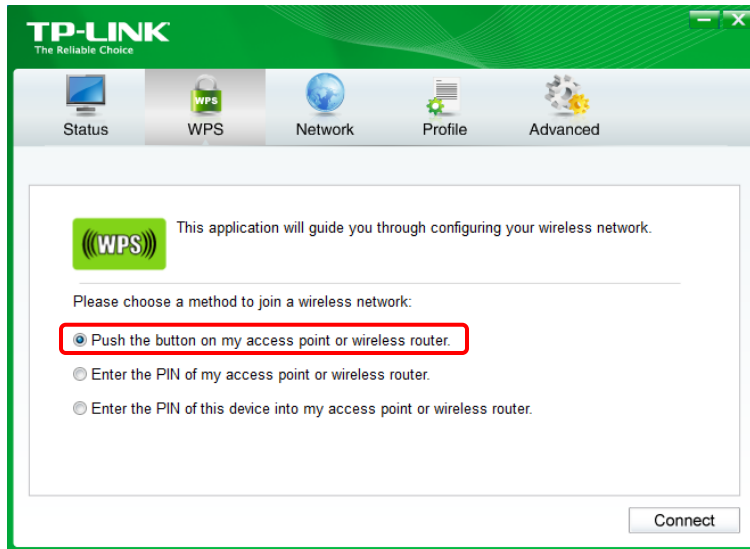 TP-LINK
The Reliable Choice
Status
WPS
WPS
Network
Profile
Advanced
(((WPS)))
This application will guide you through configuring your wireless network.
Please choose a method to join a wireless network:
Push the button on my access point or wireless router.
Enter the PIN of my access point or wireless router.
Enter the PIN of this device into my access point or wireless router.
Connect